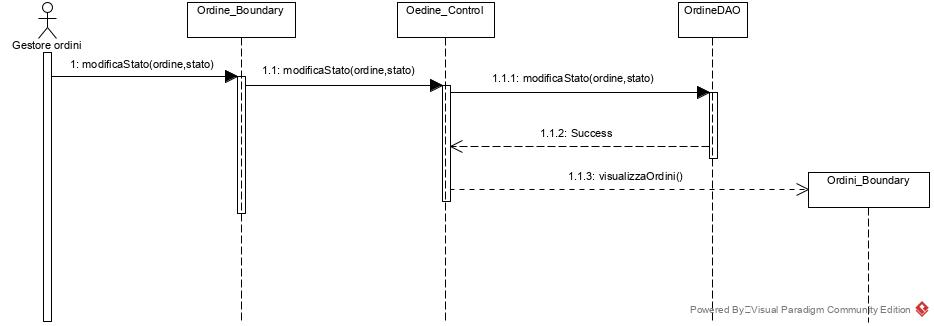 Ordine_Boundary
Oedine_Control
OrdineDAO
Gestore ordini
1: modificaStato(ordine,stato)
1.1: modificaStato(ordine,stato)
1.1.1: modificaStato(ordine,stato)
1.1.2: Success
1.1.3: visualizzaOrdini()
Ordini_Boundary
Powered By Visual Paradigm Community Edition